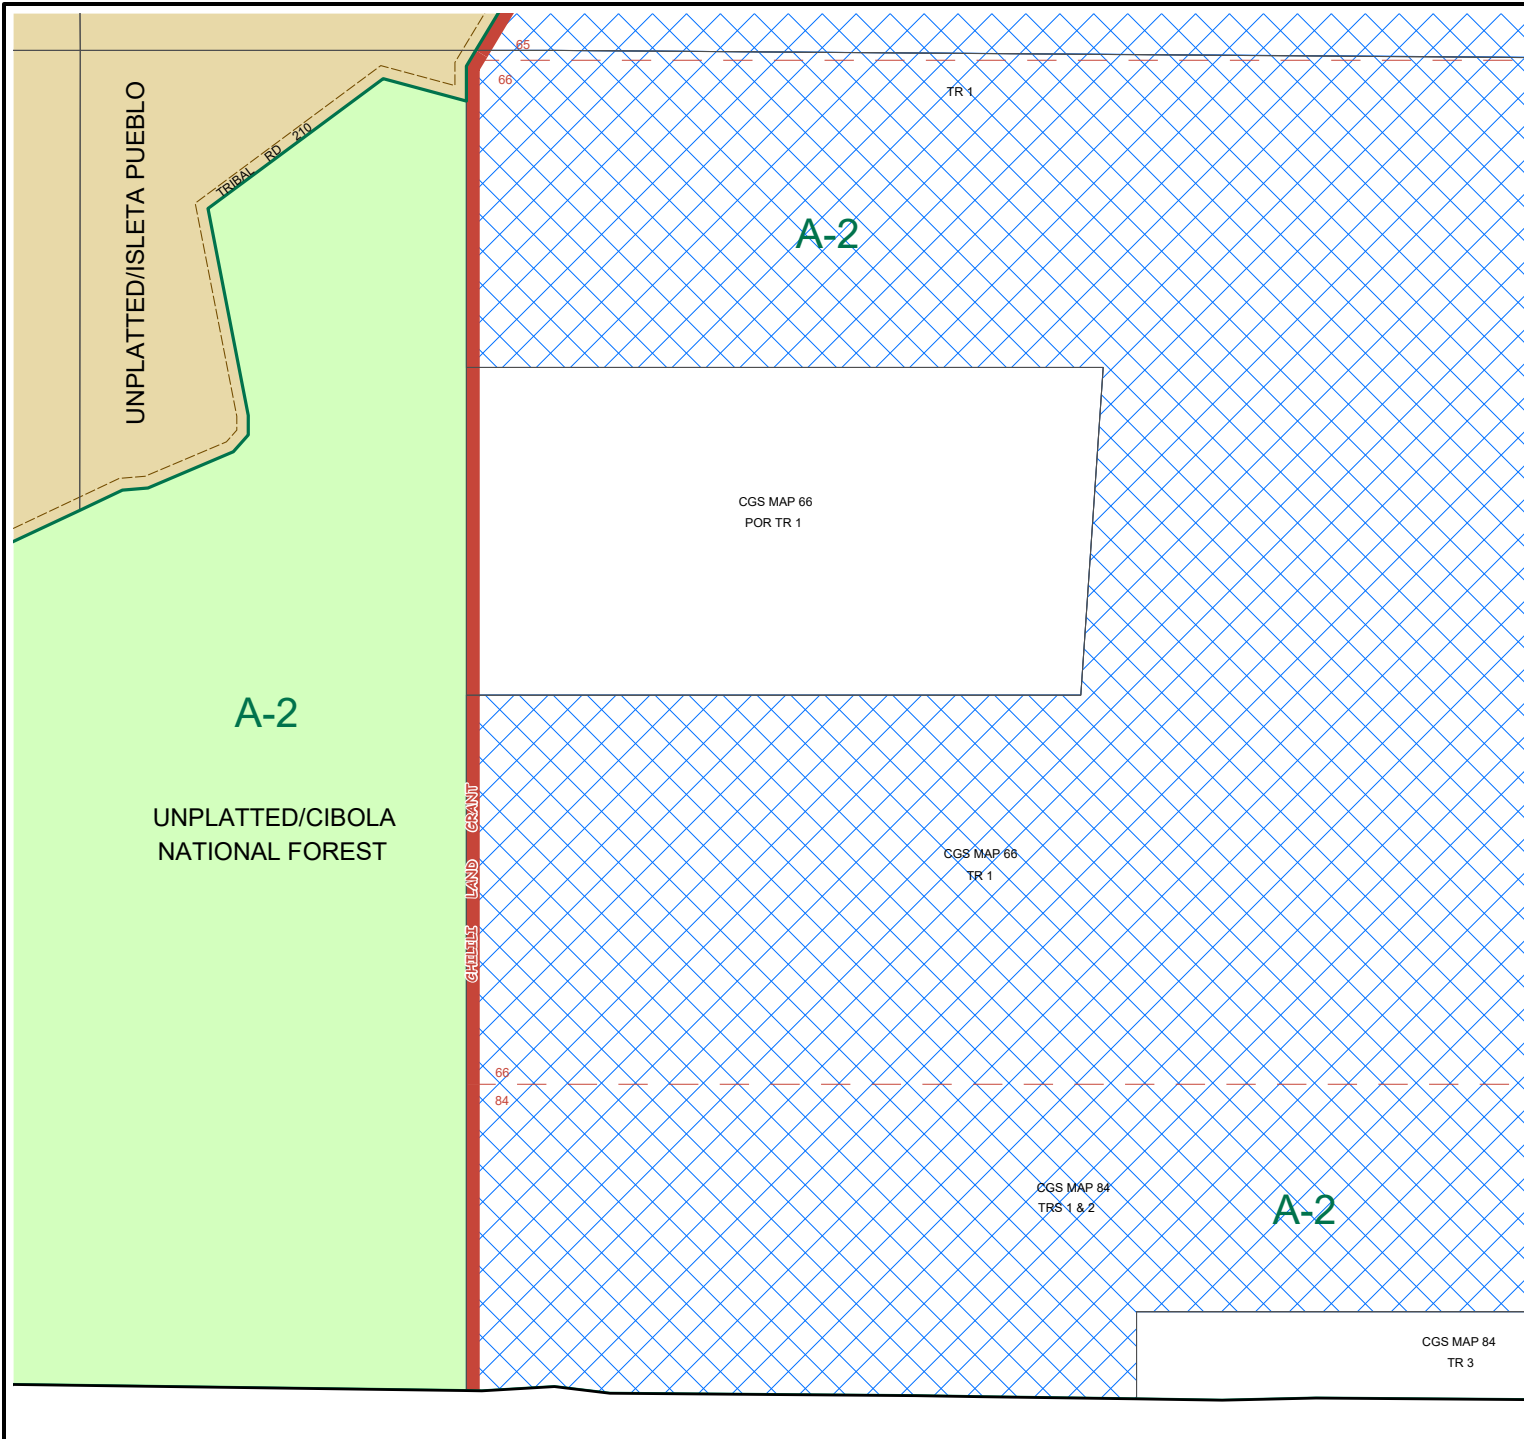 65
66
TR 1
UNPLATTED/ISLETA PUEBLO
TRIBAL RD 210
A-2
CGS MAP 66
POR TR 1
A-2
UNPLATTED/CIBOLA
NATIONAL FOREST
CHILILI LAND GRANT
CGS MAP 66
TR 1
66
84
CGS MAP 84
TRS 1 & 2
A-2
CGS MAP 84
TR 3